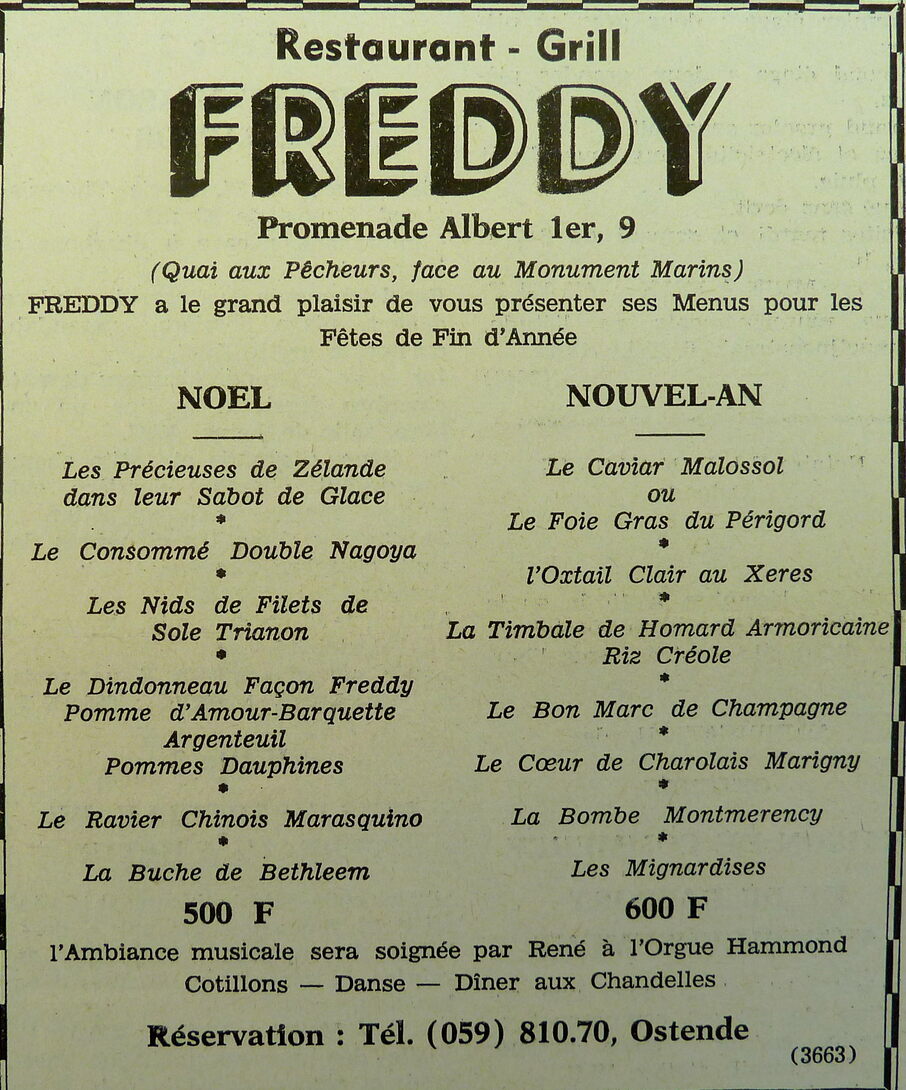 Restaurant - Grill
FREDDY
Promenade Albert 1er, 9
(Quai aux Pêcheurs, face au Monument Marins)
FREDDY a le grand plaisir de vous présenter ses Menus pour les
Fêtes de Fin d'Année
NOEL
Les Précieuses de Zélande
dans leur Sabot de Glace
*
Le Consommé Double Nagoya
*
Les Nids de Filets de
Sole Trianon
*
Le Dindonneau Façon Freddy
Pomme d'Amour-Barquette
Argenteuil
Pommes Dauphines
*
Le Ravier Chinois Marasquino
*
La Buche de Bethleem
500 F
NOUVEL-AN
Le Caviar Malossol
ou
Le Foie Gras du Périgord
*
l'Oxtail Clair au Xeres
*
La Timbale de Homard Armoricaine
Riz Créole
*
Le Bon Marc de Champagne
*
Le Cœur de Charolais Marigny
*
La Bombe Montmerency
*
Les Mignardises
600 F
l'Ambiance musicale sera soignée par René à l'Orgue Hammond
Cotillons — Danse — Dîner aux Chandelles
Réservation : Tél. (059) 810.70, Ostende
(3663)